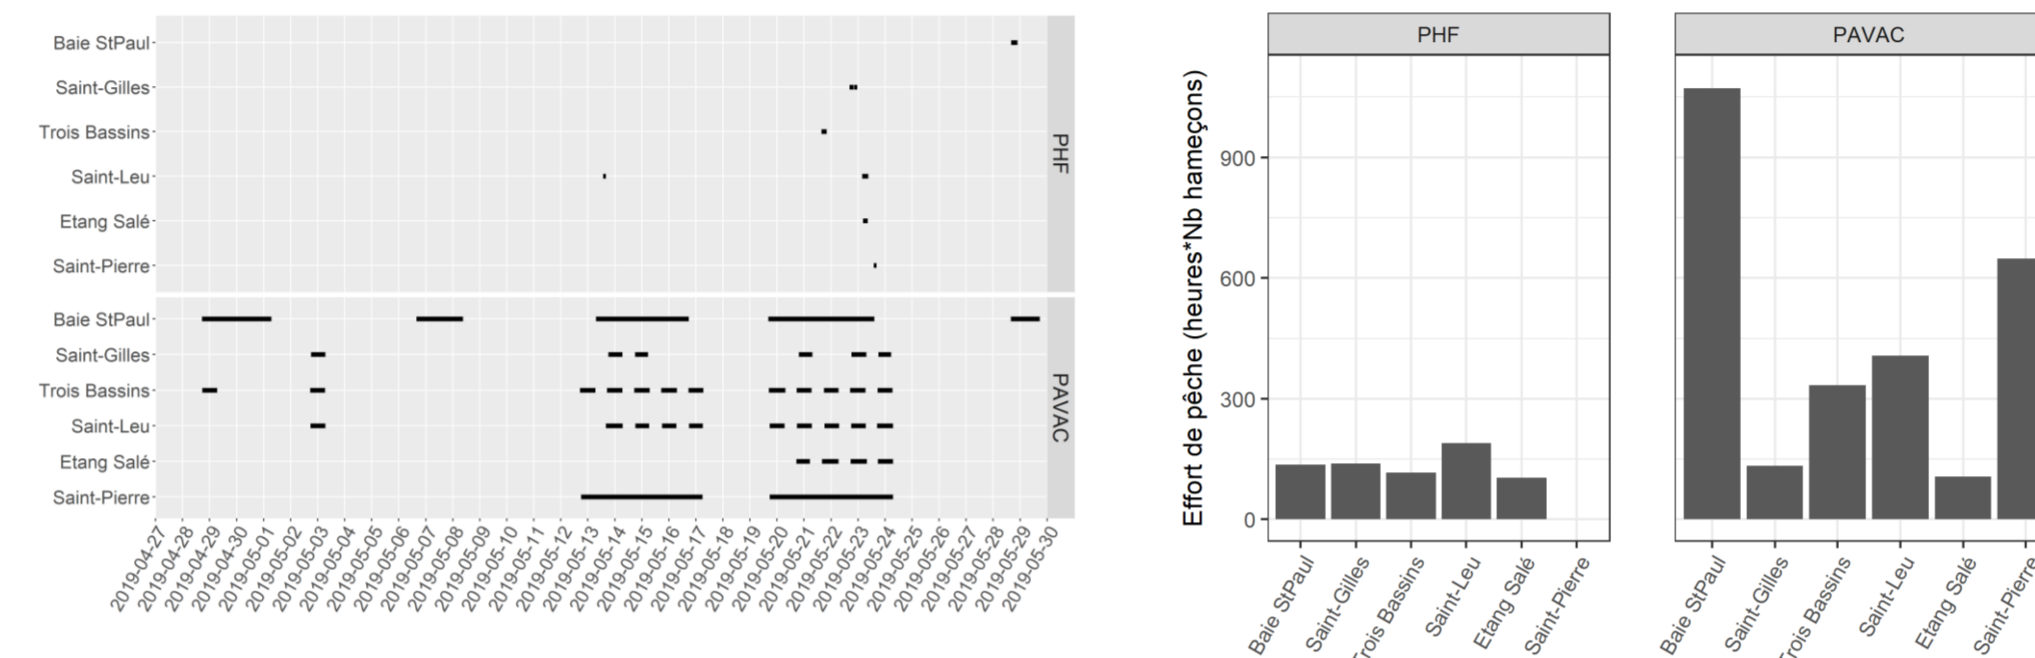 Baie StPaul
Saint-Gilles
Trois Bassins
Saint-Leu
Etang Salé
Saint-Pierre
PHF
Baie StPaul
Saint-Gilles
Trois Bassins
Saint-Leu
Etang Salé
Saint-Pierre
PAVAC
2019-04-27
2019-04-28
2019-04-29
2019-04-30
2019-05-01
2019-05-02
2019-05-03
2019-05-04
2019-05-05
2019-05-06
2019-05-07
2019-05-08
2019-05-09
2019-05-10
2019-05-11
2019-05-12
2019-05-13
2019-05-14
2019-05-15
2019-05-16
2019-05-17
2019-05-18
2019-05-19
2019-05-20
2019-05-21
2019-05-22
2019-05-23
2019-05-24
2019-05-25
2019-05-26
2019-05-27
2019-05-28
2019-05-29
2019-05-30
Effort de pêche (heures*Nb hameçons)
PHF
PAVAC
900
600
300
0
Baie StPaul
Saint-Gilles
Trois Bassins
Saint-Leu
Etang Salé
Saint-Pierre
Baie StPaul
Saint-Gilles
Trois Bassins
Saint-Leu
Etang Salé
Saint-Pierre